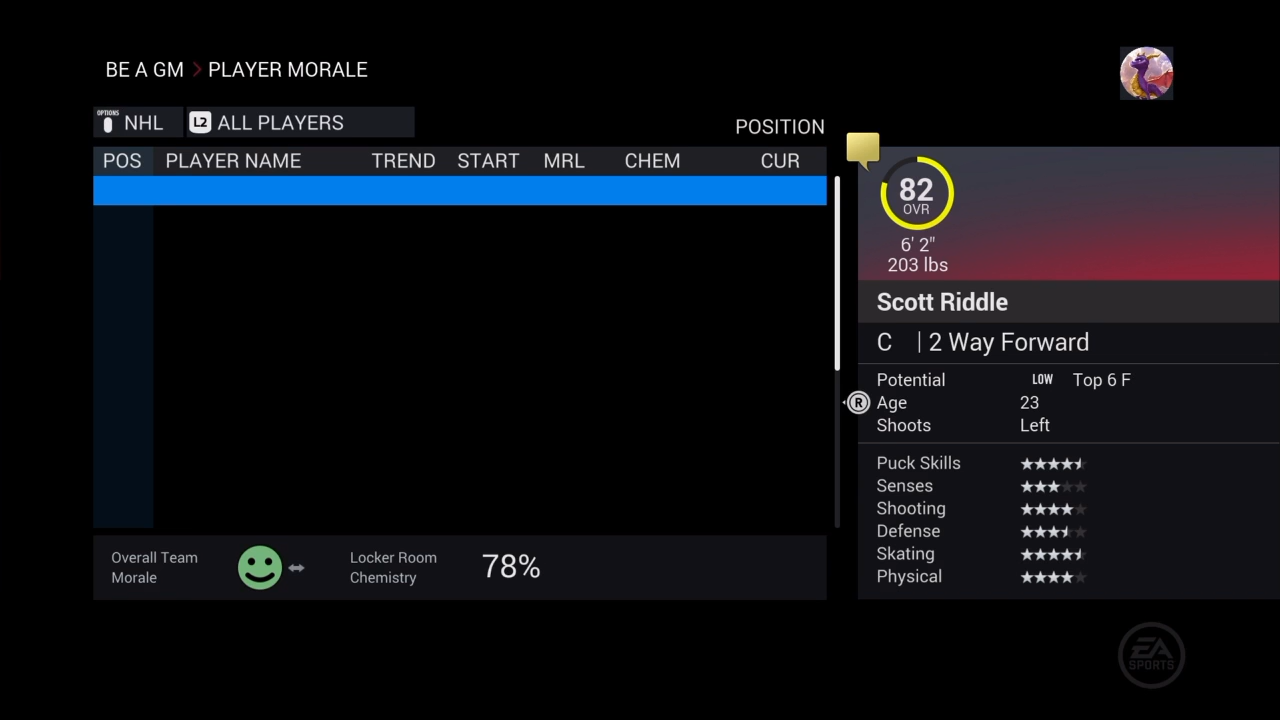 BE A GM > PLAYER MORALE
OPTIONS NHL L2 ALL PLAYERS
POSITION
POS PLAYER NAME TREND START MRL CHEM CUR
82
OVR
6' 2"
203 lbs
Scott Riddle
C | 2 Way Forward
Potential LOW Top 6 F
R
Age 23
Shoots Left
Puck Skills
Senses
Shooting
Defense
Skating
Physical
Overall Team
Morale
Locker Room
Chemistry
78%
EA
SPORTS